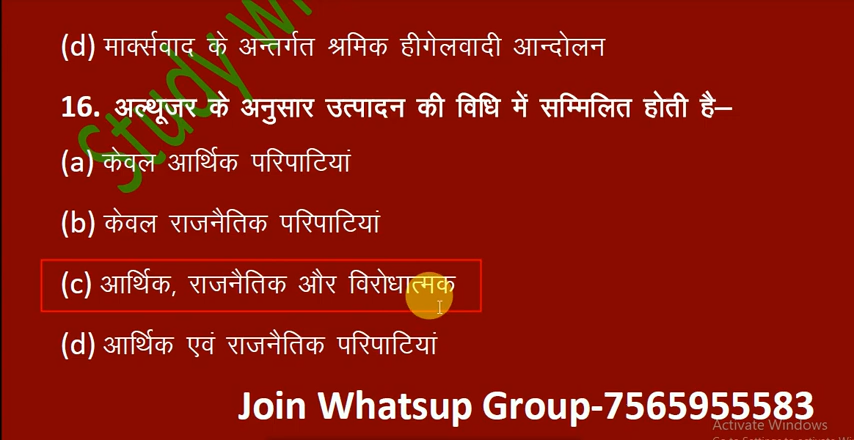 (d) मार्क्सवाद के अन्तर्गत श्रमिक हीगेलवादी आन्दोलन
16. अल्थूजर के अनुसार उत्पादन की विधि में सम्मिलित होती है–
(a) केवल आर्थिक परिपाटियां
(b) केवल राजनैतिक परिपाटियां
(c) आर्थिक, राजनैतिक और विरोधात्मक
(d) आर्थिक एवं राजनैतिक परिपाटियां
Study
Join Whatsup Group-7565955583
Activate Windows